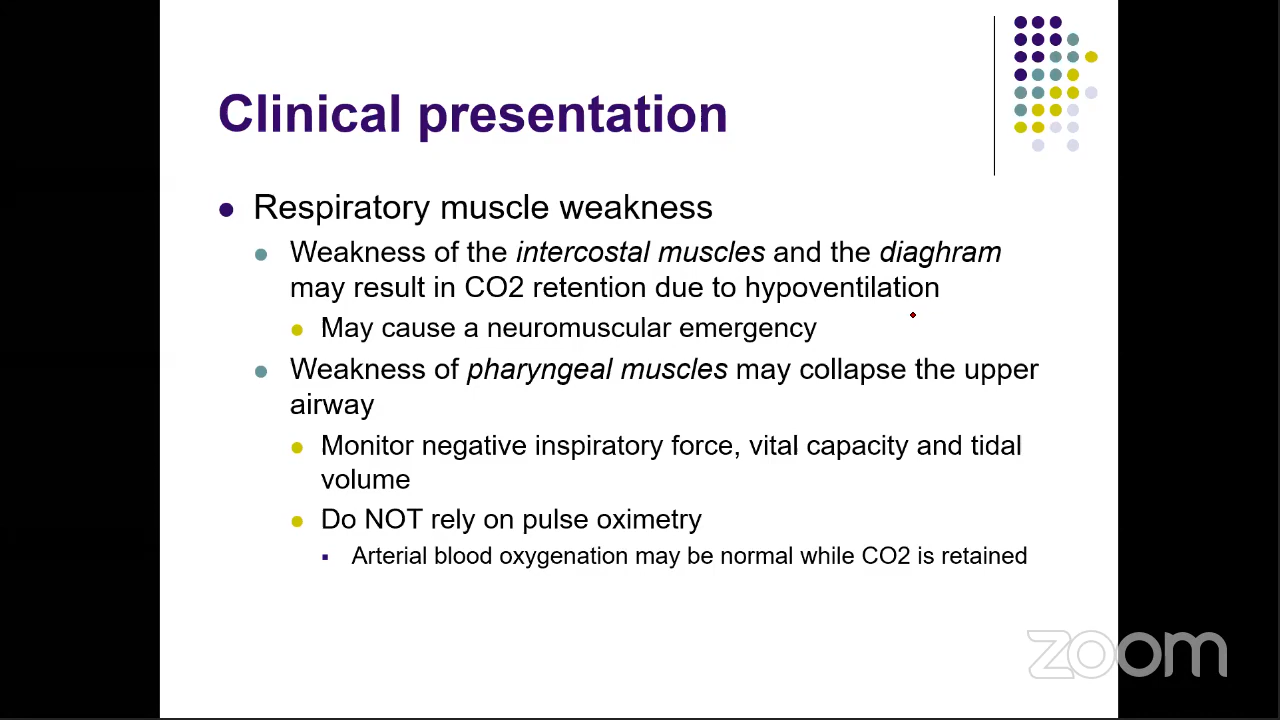 Clinical presentation
Respiratory muscle weakness
Weakness of the intercostal muscles and the diaghram
may result in CO2 retention due to hypoventilation
May cause a neuromuscular emergency
Weakness of pharyngeal muscles may collapse the upper
airway
Monitor negative inspiratory force, vital capacity and tidal
volume
Do NOT rely on pulse oximetry
Arterial blood oxygenation may be normal while CO2 is retained
zoom